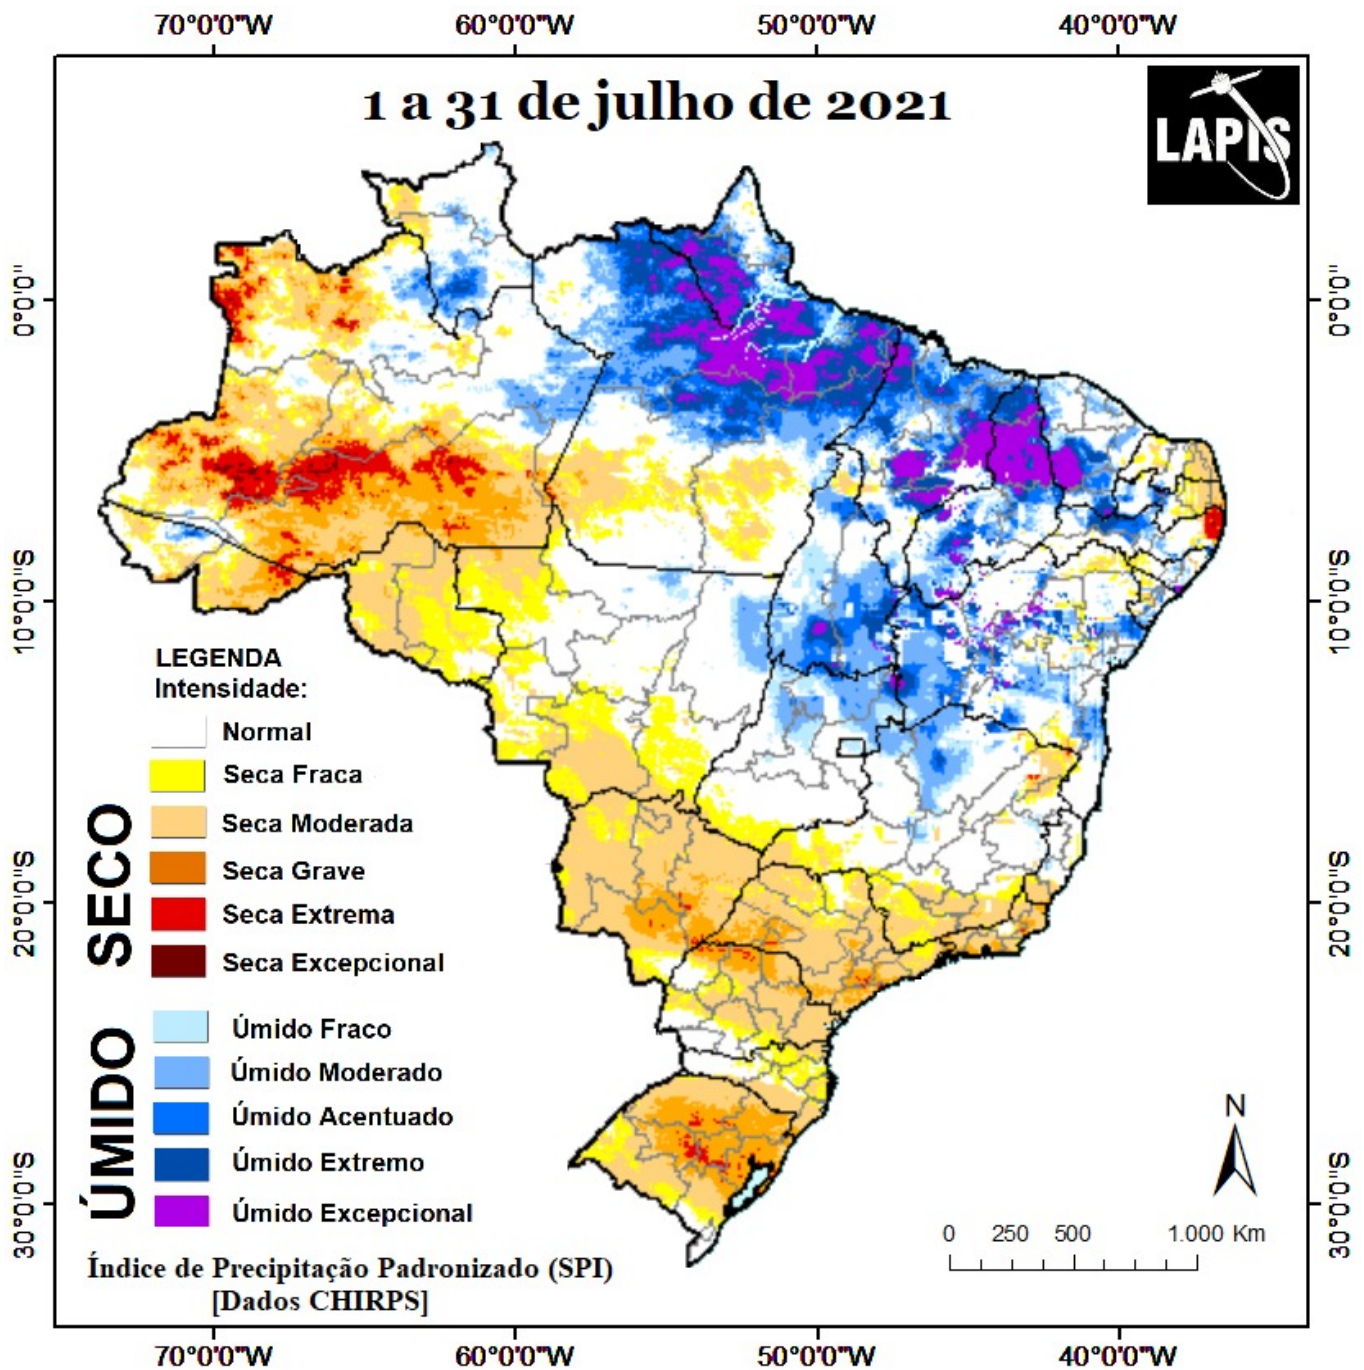 70°0'0"W 60°0'0"W 50°0'0"W 40°0'0"W
1 a 31 de julho de 2021
LAPIS
0°0'0"
0°0'0"
10°0'0"S
10°0'0"S
LEGENDA
Intensidade:
Normal
Seca Fraca
Seca Moderada
Seca Grave
Seca Extrema
Seca Excepcional
SECO
20°0'0"S
20°0'0"S
Úmido Fraco
Úmido Moderado
Úmido Acentuado
Úmido Extremo
Úmido Excepcional
ÚMIDO
N
30°0'0"S
30°0'0"S
0 250 500 1.000 Km
Índice de Precipitação Padronizado (SPI)
[Dados CHIRPS]
70°0'0"W 60°0'0"W 50°0'0"W 40°0'0"W